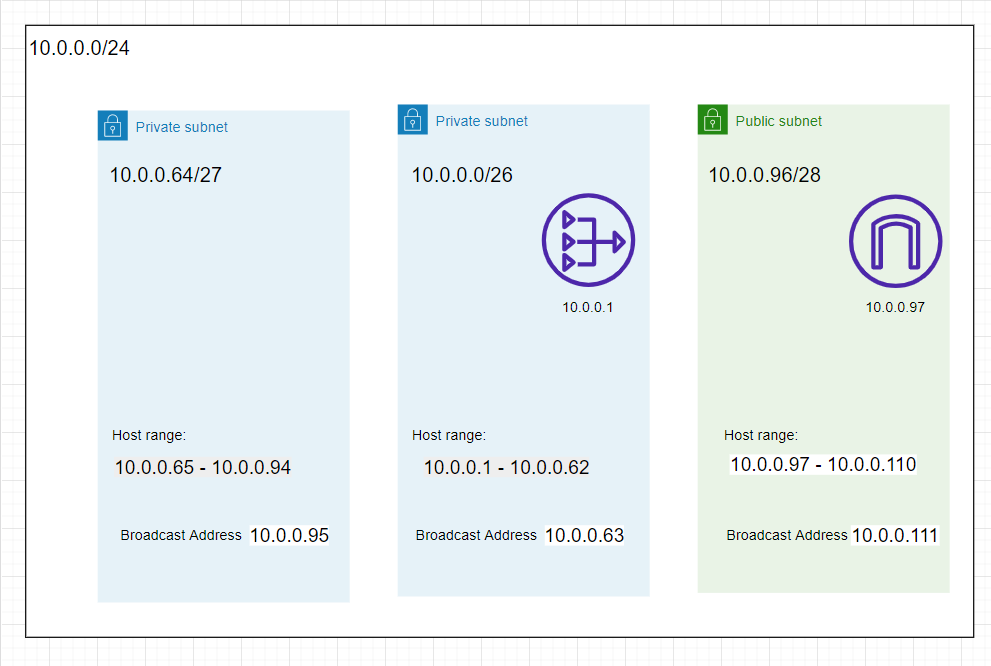 10.0.0.0/24
Private subnet
10.0.0.64/27
Host range:
10.0.0.65 - 10.0.0.94
Broadcast Address 10.0.0.95
Private subnet
10.0.0.0/26
10.0.0.1
Host range:
10.0.0.1 - 10.0.0.62
Broadcast Address 10.0.0.63
Public subnet
10.0.0.96/28
10.0.0.97
Host range:
10.0.0.97 - 10.0.0.110
Broadcast Address 10.0.0.111